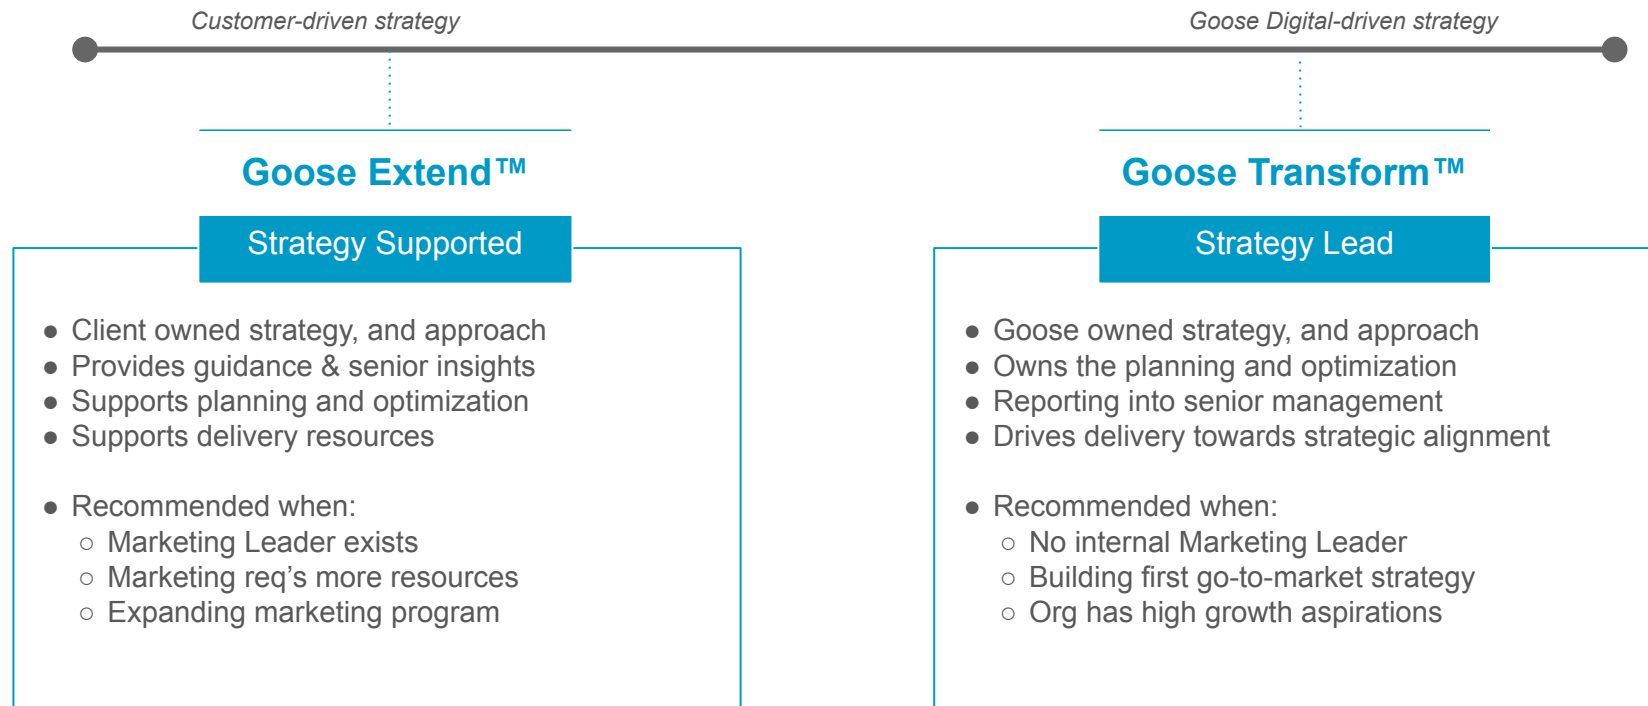 Customer-driven strategy
Goose Digital-driven strategy
Goose Extend™
Strategy Supported
● Client owned strategy, and approach
● Provides guidance & senior insights
● Supports planning and optimization
● Supports delivery resources
● Recommended when:
○ Marketing Leader exists
○ Marketing req’s more resources
○ Expanding marketing program
Goose Transform™
Strategy Lead
● Goose owned strategy, and approach
● Owns the planning and optimization
● Reporting into senior management
● Drives delivery towards strategic alignment
● Recommended when:
○ No internal Marketing Leader
○ Building first go-to-market strategy
○ Org has high growth aspirations